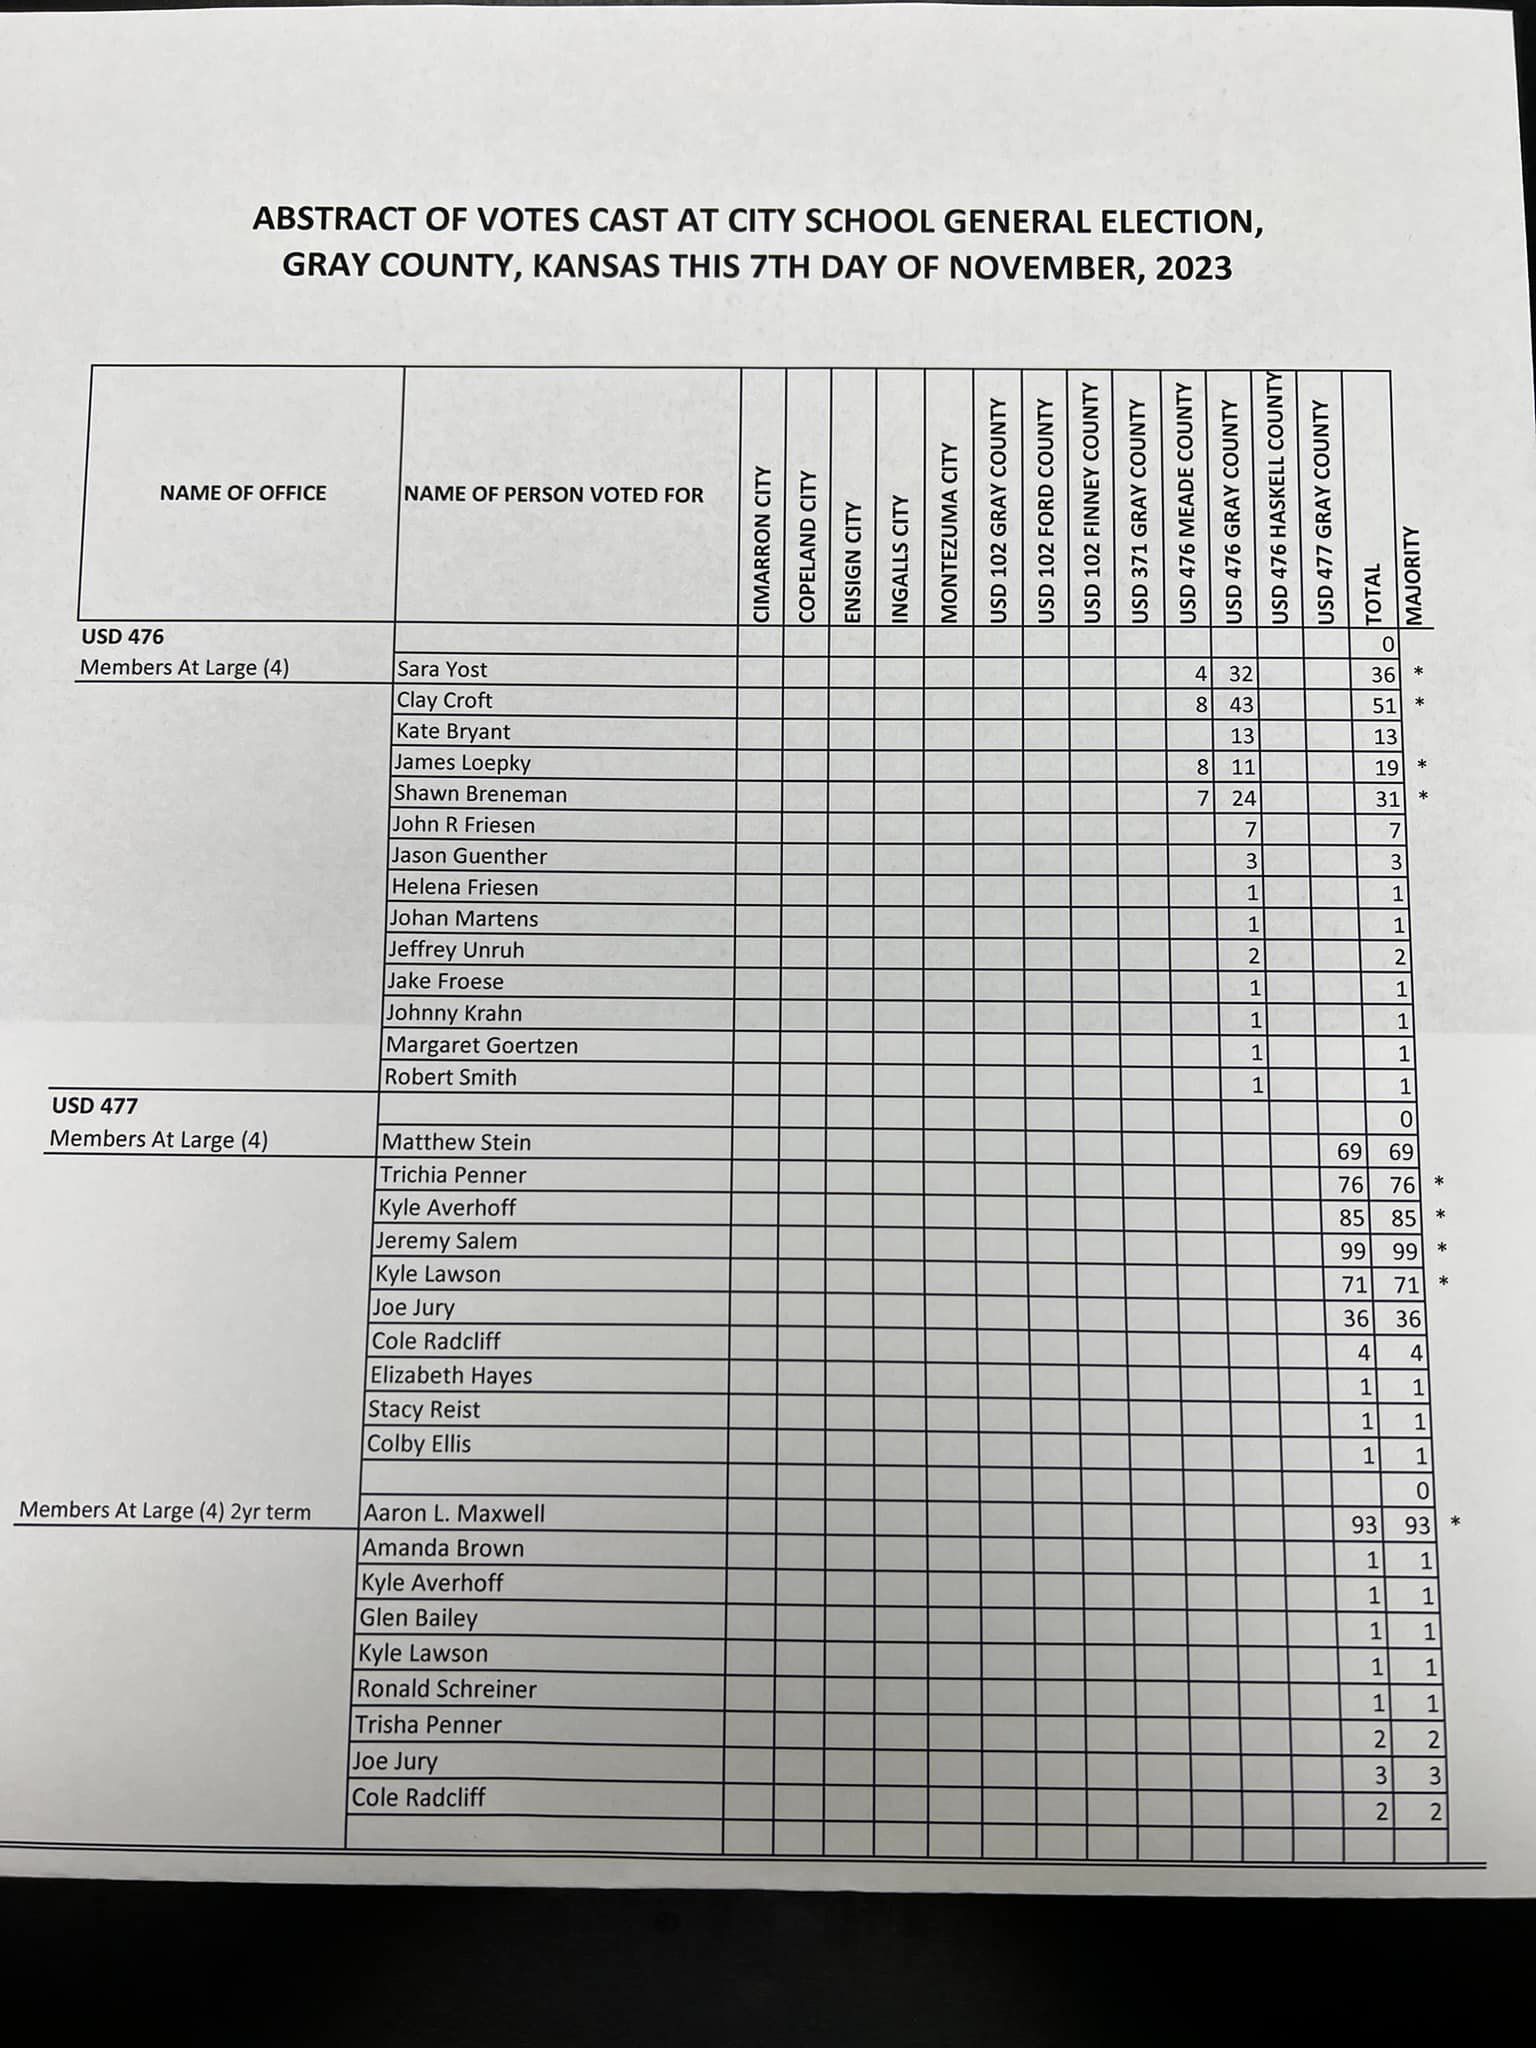 ABSTRACT OF VOTES CAST AT CITY SCHOOL GENERAL ELECTION,
GRAY COUNTY, KANSAS THIS 7TH DAY OF NOVEMBER, 2023
NAME OF OFFICE NAME OF PERSON VOTED FOR CIMARRON CITY COPELAND CITY ENSIGN CITY INGALLS CITY MONTEZUMA CITY USD 102 GRAY COUNTY USD 102 FORD COUNTY USD 102 FINNEY COUNTY USD 371 GRAY COUNTY USD 476 MEADE COUNTY USD 476 GRAY COUNTY USD 476 HASKELL COUNTY USD 477 GRAY COUNTY TOTAL MAJORITY
USD 476 0
Members At Large (4) Sara Yost 4 32 36 *
Clay Croft 8 43 51 *
Kate Bryant 13 13
James Loepky 8 11 19 *
Shawn Breneman 7 24 31 *
John R Friesen 7 7
Jason Guenther 3 3
Helena Friesen 1 1
Johan Martens 1 1
Jeffrey Unruh 2 2
Jake Froese 1 1
Johnny Krahn 1 1
Margaret Goertzen 1 1
Robert Smith 1 1
USD 477 0
Members At Large (4) Matthew Stein 69 69
Trichia Penner 76 76 *
Kyle Averhoff 85 85 *
Jeremy Salem 99 99 *
Kyle Lawson 71 71 *
Joe Jury 36 36
Cole Radcliff 4 4
Elizabeth Hayes 1 1
Stacy Reist 1 1
Colby Ellis 1 1
0
Members At Large (4) 2yr term Aaron L. Maxwell 93 93 *
Amanda Brown 1 1
Kyle Averhoff 1 1
Glen Bailey 1 1
Kyle Lawson 1 1
Ronald Schreiner 1 1
Trisha Penner 2 2
Joe Jury 3 3
Cole Radcliff 2 2